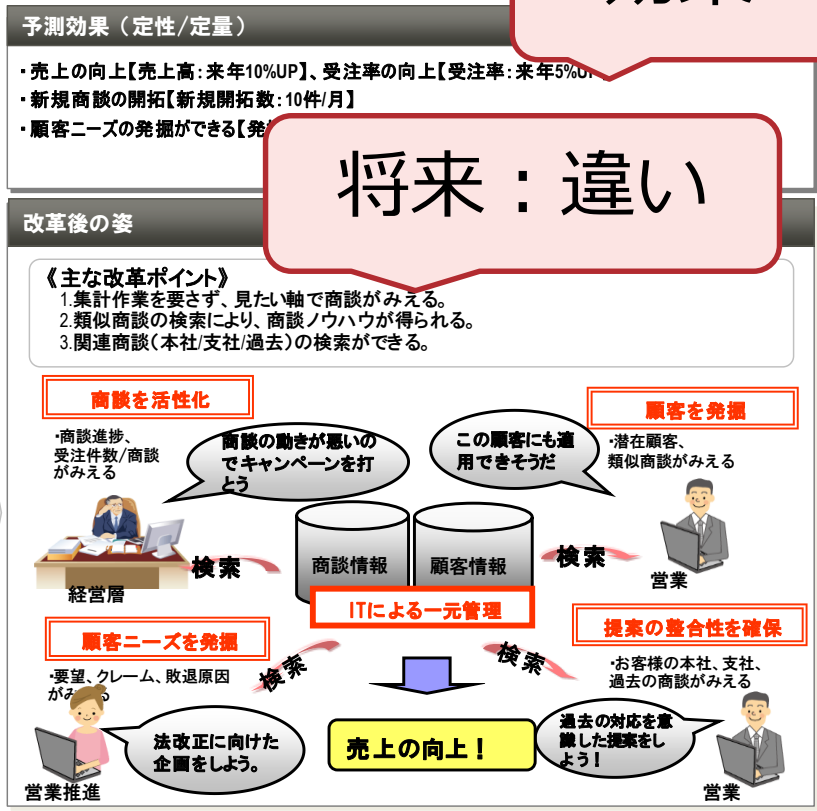 予測効果（定性/定量）
・売上の向上【売上高：来年10%UP】、受注率の向上【受注率：来年5%UP】
・新規商談の開拓【新規開拓数：10件/月】
・顧客ニーズの発掘ができる【発
将来：違い
改革後の姿
《主な改革ポイント》
1.集計作業を要さず、見たい軸で商談がみえる。
2.類似商談の検索により、商談ノウハウが得られる。
3.関連商談（本社/支社/過去）の検索ができる。
商談を活性化
・商談進捗、
受注件数/商談
がみえる
商談の動きが悪いの
でキャンペーンを打
とう
この顧客にも適
用できそうだ
顧客を発掘
・潜在顧客、
類似商談がみえる
経営層
検索
商談情報
顧客情報
検索
営業
ITによる一元管理
顧客ニーズを発掘
・要望、クレーム、敗退原因
がみえる
検索
検索
提案の整合性を確保
・お客様の本社、支社、
過去の商談がみえる
営業推進
法改正に向けた
企画をしよう。
売上の向上！
過去の対応を意
識した提案をし
よう！
営業